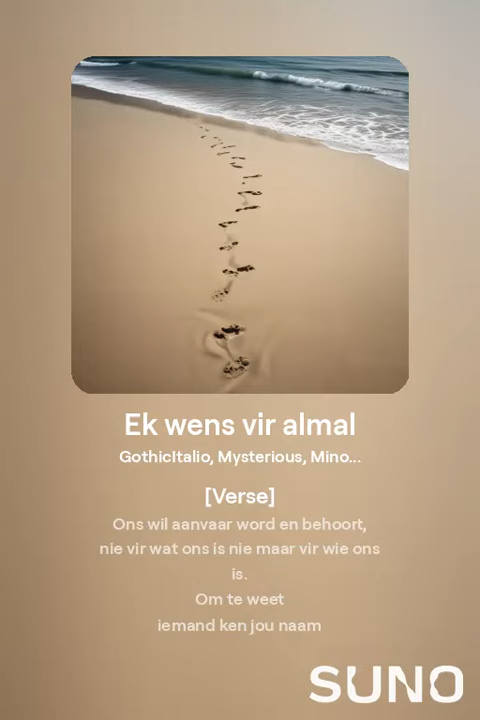 Ek wens vir almal
GothicItalio, Mysterious, Mino...
[Verse]
Ons wil aanvaar word en behoort,
nie vir wat ons is nie maar vir wie ons
is.
Om te weet
iemand ken jou naam
SUNO